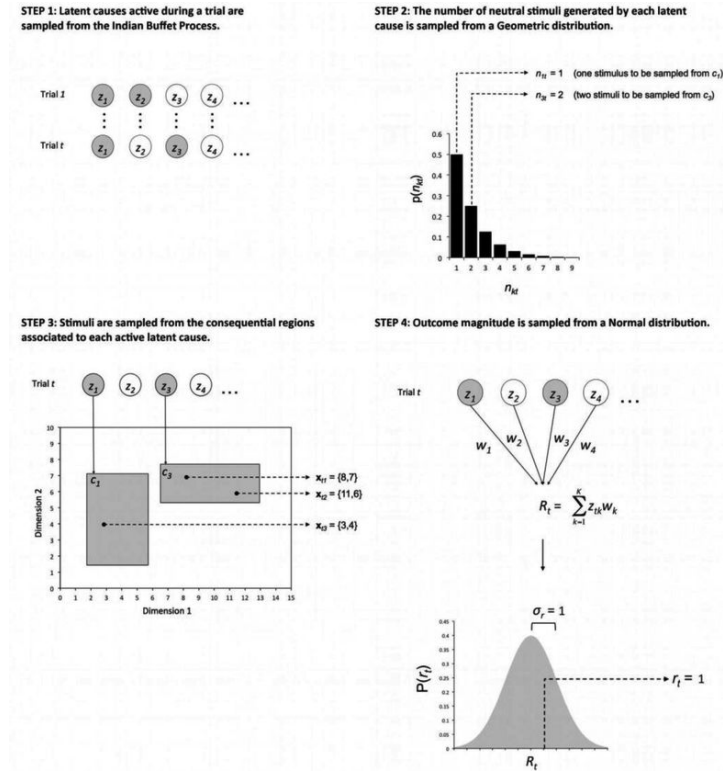 STEP 1: Latent causes active during a trial are
sampled from the Indian Buffet Process.
Trial 1
z1 z2 z3 z4 ...
Trial t
z1 z2 z3 z4 ...
STEP 2: The number of neutral stimuli generated by each latent
cause is sampled from a Geometric distribution.
n1t = 1 (one stimulus to be sampled from c1)
n3t = 2 (two stimuli to be sampled from c3)
p(nkt)
0.6
0.5
0.4
0.3
0.2
0.1
0
1 2 3 4 5 6 7 8 9
nkt
STEP 3: Stimuli are sampled from the consequential regions
associated to each active latent cause.
Trial t
z1 z2 z3 z4 ...
Dimension 2
10
9
8
7
6
5
4
3
2
1
0
c1
c3
xt1 = {8,7}
xt2 = {11,6}
xt3 = {3,4}
0 1 2 3 4 5 6 7 8 9 10 11 12 13 14 15
Dimension 1
STEP 4: Outcome magnitude is sampled from a Normal distribution.
Trial t
z1 z2 z3 z4 ...
w1 w2 w3 w4
Rt = K∑k=1 ztkwk
σr = 1
P(rt)
0.45
0.4
0.35
0.3
0.25
0.2
0.15
0.1
0.05
0
rt = 1
Rt